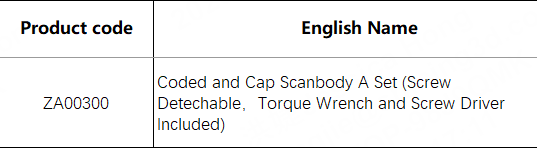 Product code English Name
Coded and Cap Scanbody A Set (Screw
ZA00300 Detechable，Torque Wrench and Screw Driver
Included)